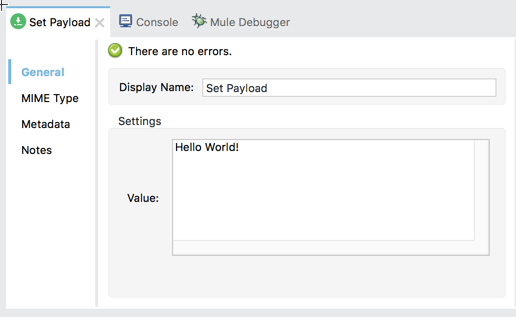 Set Payload
Console
Mule Debugger
There are no errors.
General
MIME Type
Metadata
Notes
Display Name: Set Payload
Settings
Value: Hello World!